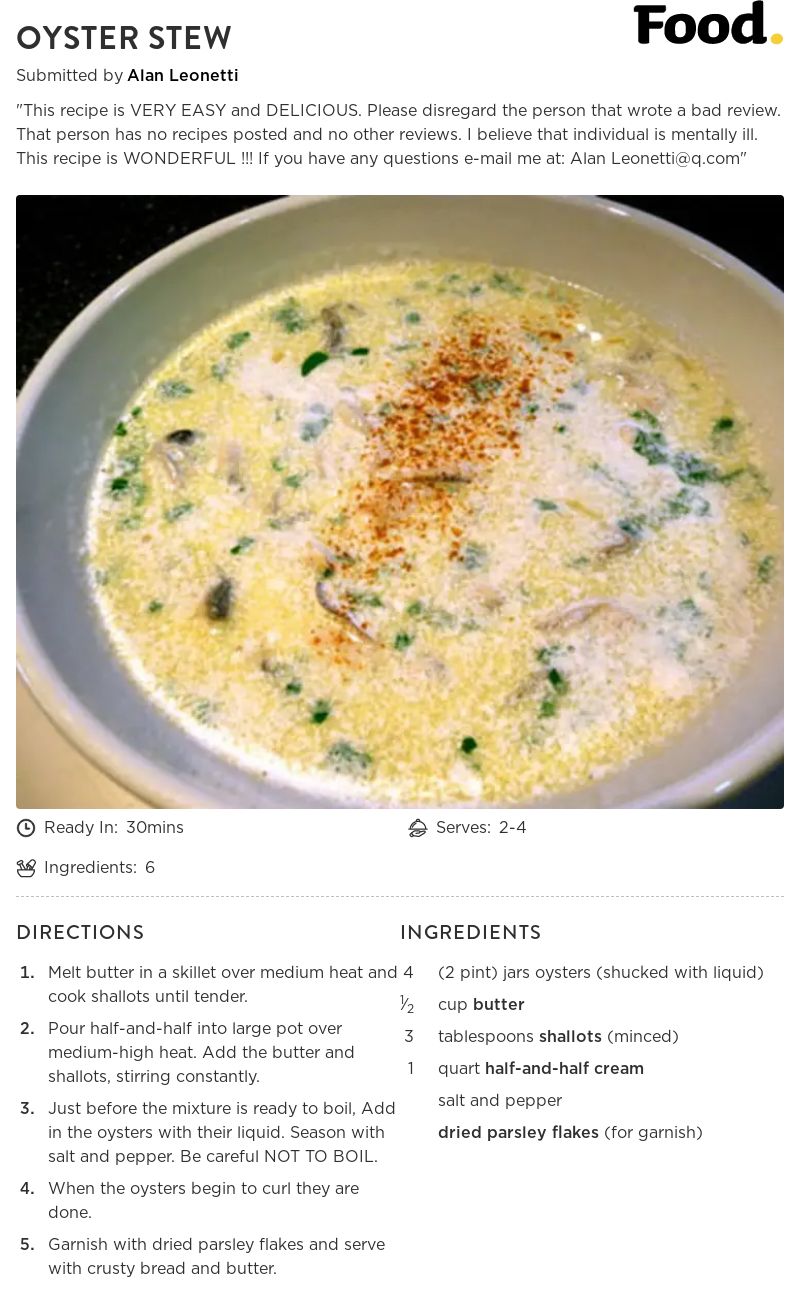 OYSTER STEW
Food.
Submitted by Alan Leonetti
"This recipe is VERY EASY and DELICIOUS. Please disregard the person that wrote a bad review.
That person has no recipes posted and no other reviews. I believe that individual is mentally ill.
This recipe is WONDERFUL !!! If you have any questions e-mail me at: Alan Leonetti@q.com"
Ready In: 30mins
Serves: 2-4
Ingredients: 6
DIRECTIONS
1. Melt butter in a skillet over medium heat and
cook shallots until tender.
2. Pour half-and-half into large pot over
medium-high heat. Add the butter and
shallots, stirring constantly.
3. Just before the mixture is ready to boil, Add
in the oysters with their liquid. Season with
salt and pepper. Be careful NOT TO BOIL.
4. When the oysters begin to curl they are
done.
5. Garnish with dried parsley flakes and serve
with crusty bread and butter.
INGREDIENTS
4 (2 pint) jars oysters (shucked with liquid)
1⁄2 cup butter
3 tablespoons shallots (minced)
1 quart half-and-half cream
salt and pepper
dried parsley flakes (for garnish)